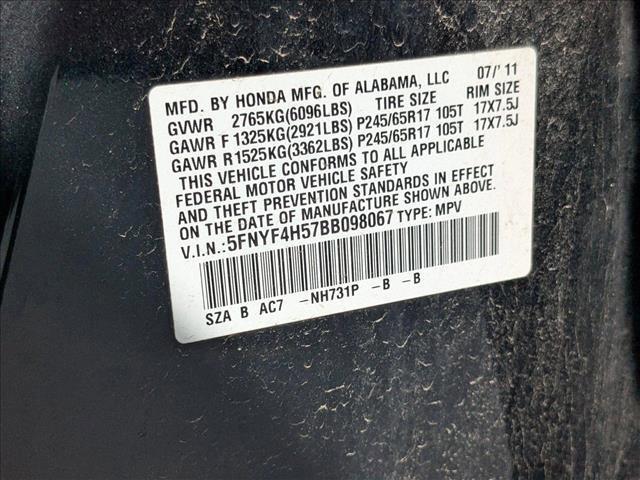 MFD. BY HONDA MFG. OF ALABAMA, LLC 07/'11
GVWR 2765KG(6096LBS) TIRE SIZE RIM SIZE
GAWR F 1325KG(2921LBS) P245/65R17 105T 17X7.5J
GAWR R 1525KG(3362LBS) P245/65R17 105T 17X7.5J
THIS VEHICLE CONFORMS TO ALL APPLICABLE
FEDERAL MOTOR VEHICLE SAFETY
AND THEFT PREVENTION STANDARDS IN EFFECT
ON THE DATE OF MANUFACTURE SHOWN ABOVE.
V.I.N.:5FNYF4H57BB098067 TYPE: MPV
SZA B AC7 -NH731P -B -B